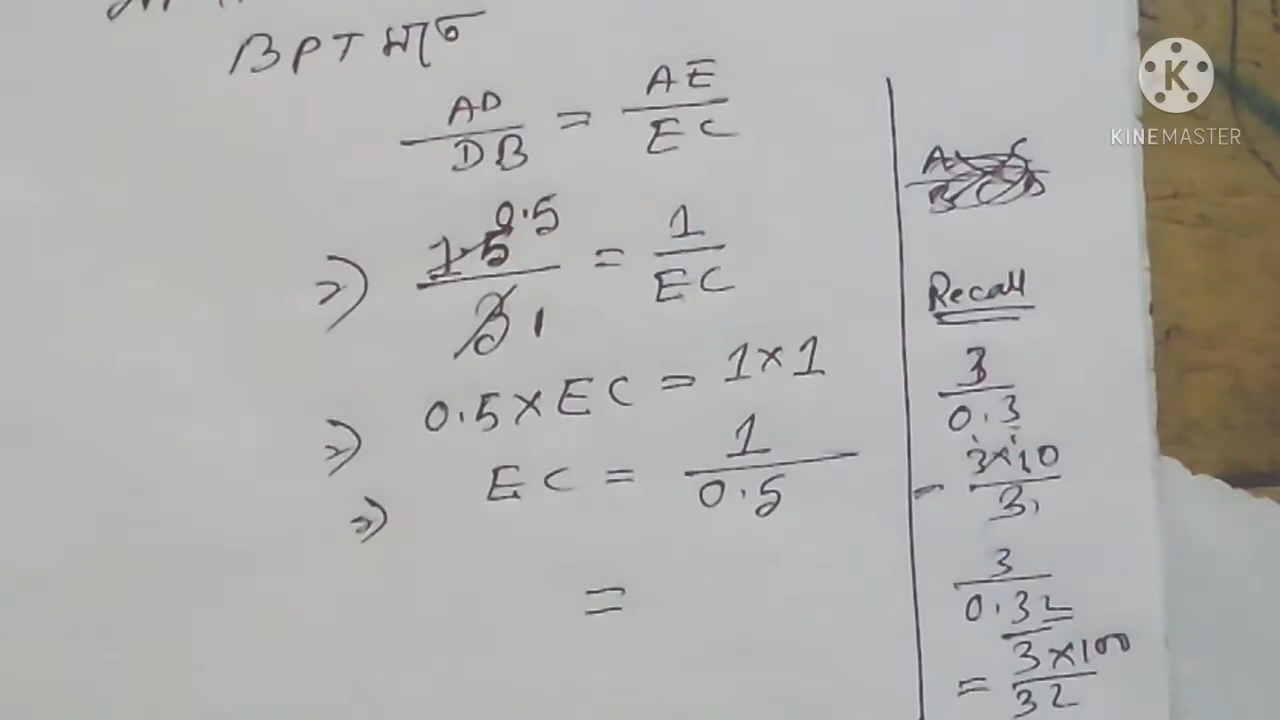 BPT মতে
AD/DB = AE/EC
⇒ 1.5 0.5/3 1 = 1/EC
⇒ 0.5×EC = 1×1
⇒ EC = 1/0.5
=
Recall
3/0.3
= 3×10/3
3/0.32
= 3×100/32
KINEMASTER